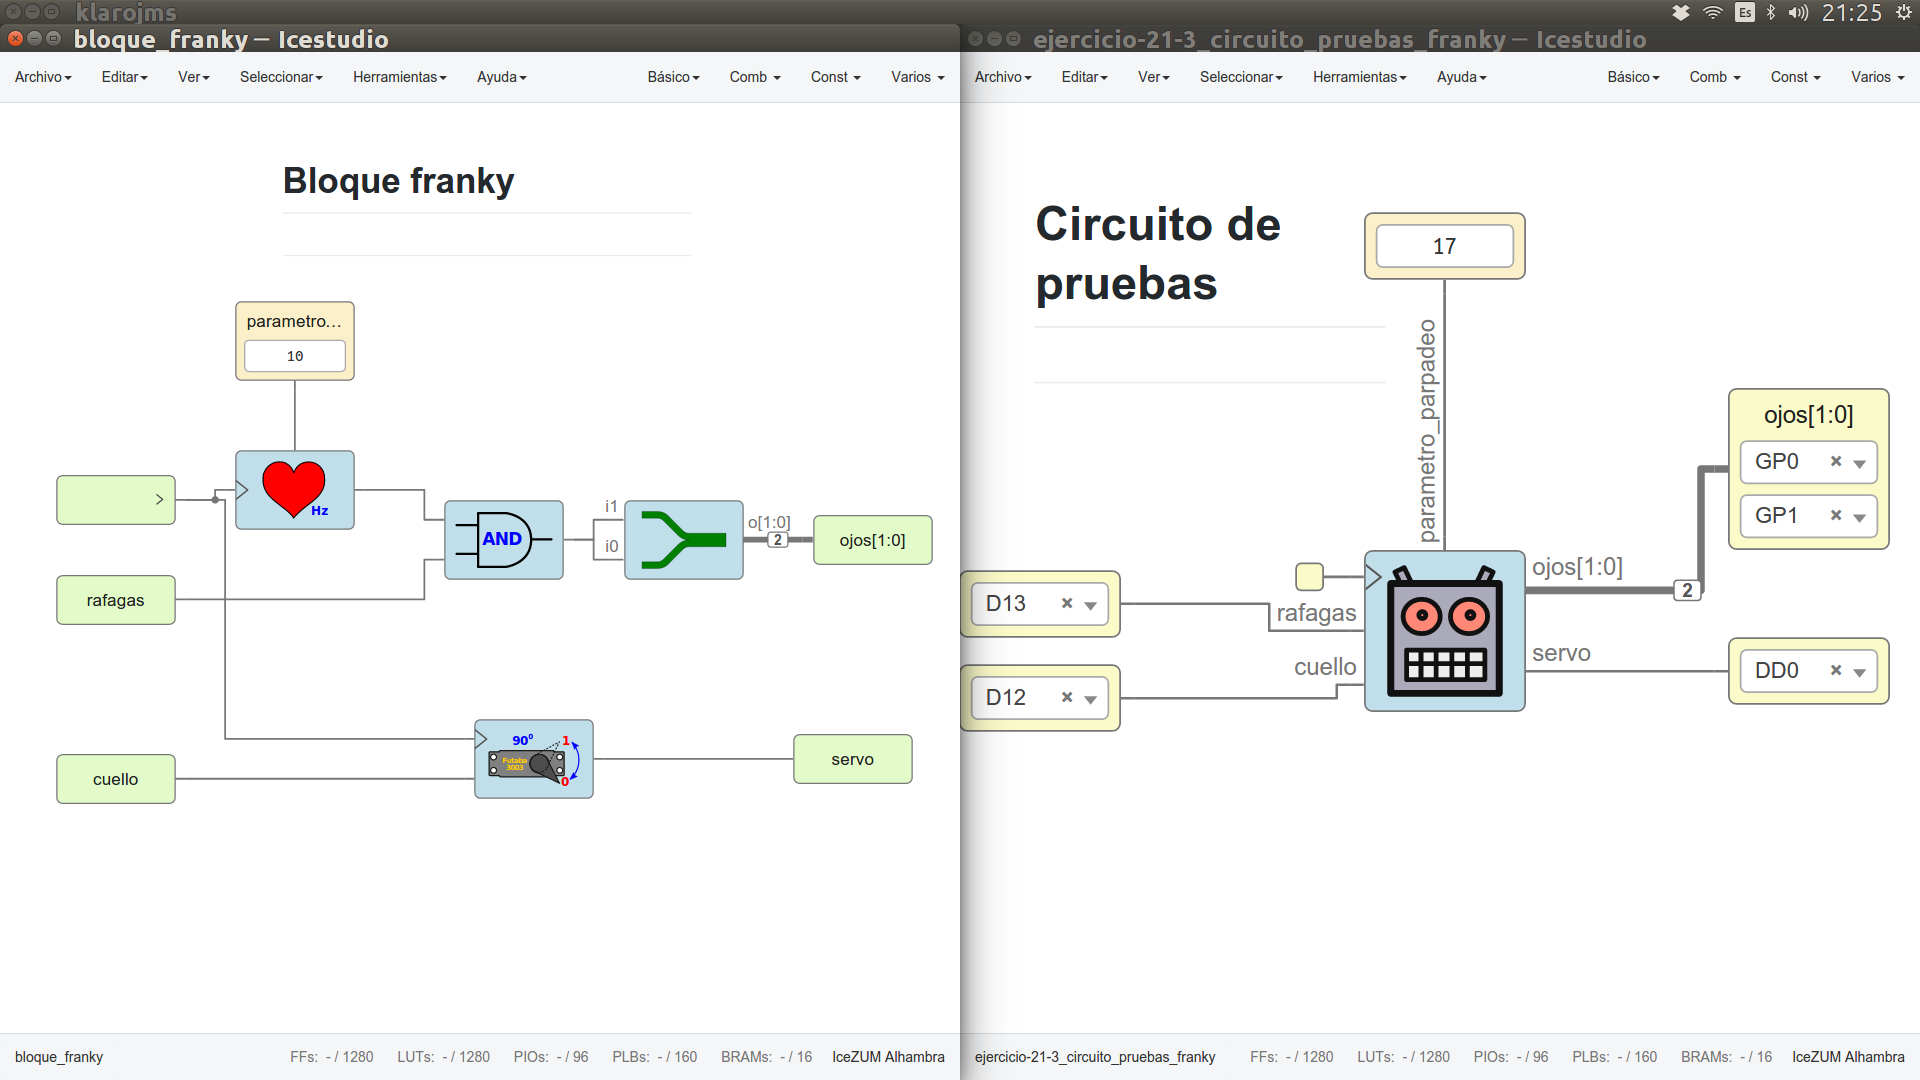 klarojms
Es 21:25
bloque_franky — Icestudio
Archivo Editar Ver Seleccionar Herramientas Ayuda Básico Comb Const Varios
Bloque franky
parametro...
10
Hz
rafagas
AND
i1
i0
o[1:0]
2
ojos[1:0]
cuello
90°
1
Futaba
3003
0
servo
bloque_franky FFs: - / 1280 LUTs: - / 1280 PIOs: - / 96 PLBs: - / 160 BRAMs: - / 16 IceZUM Alhambra
ejercicio-21-3_circuito_pruebas_franky — Icestudio
Archivo Editar Ver Seleccionar Herramientas Ayuda Básico Comb Const Varios
Circuito de
pruebas
17
parametro_parpadeo
ojos[1:0]
GP0
GP1
D13
rafagas
ojos[1:0]
2
D12
cuello
servo
DD0
ejercicio-21-3_circuito_pruebas_franky FFs: - / 1280 LUTs: - / 1280 PIOs: - / 96 PLBs: - / 160 BRAMs: - / 16 IceZUM Alhambra